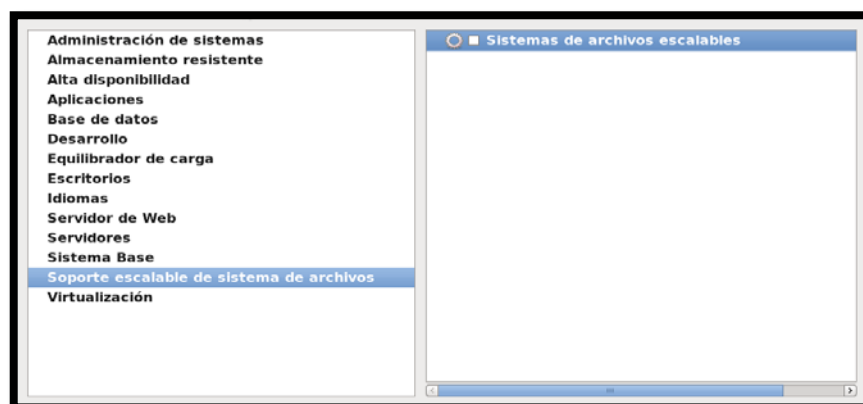 Administración de sistemas
Almacenamiento resistente
Alta disponibilidad
Aplicaciones
Base de datos
Desarrollo
Equilibrador de carga
Escritorios
Idiomas
Servidor de Web
Servidores
Sistema Base
Soporte escalable de sistema de archivos
Virtualización
Sistemas de archivos escalables